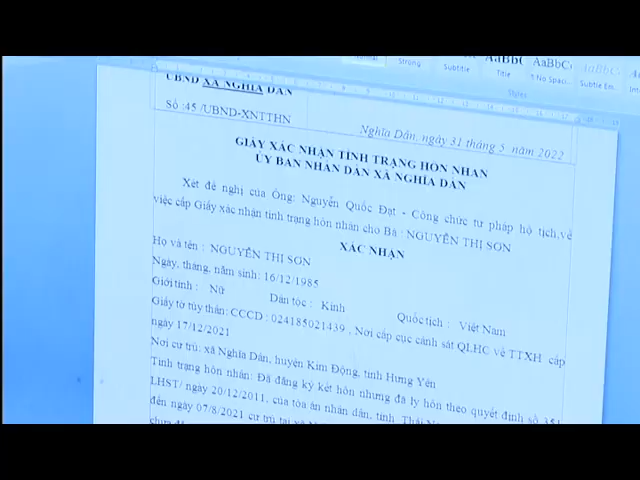 Strong
Subtitle
Title
Styles
UBND XÃ NGHĨA DÂN
Số :45 /UBND-XNTTHN
Nghĩa Dân, ngày 31 tháng 5 năm 2022
GIẤY XÁC NHẬN TÌNH TRẠNG HÔN NHÂN
ỦY BAN NHÂN DÂN XÃ NGHĨA DÂN
Xét đề nghị của Ông: Nguyễn Quốc Đạt - Công chức tư pháp hộ tịch,về
việc cấp Giấy xác nhận tình trạng hôn nhân cho Bà : NGUYỄN THỊ SON
XÁC NHẬN
Họ và tên : NGUYỄN THỊ SON
Ngày, tháng, năm sinh: 16/12/1985
Giới tính : Nữ Dân tộc : Kinh Quốc tịch : Việt Nam
Giấy tờ tùy thân: CCCD : 024185021439 , Nơi cấp cục cảnh sát QLHC về TTXH cấp
ngày 17/12/2021
Nơi cư trú: xã Nghĩa Dân, huyện Kim Động, tỉnh Hưng Yên
Tình trạng hôn nhân: Đã đăng ký kết hôn nhưng đã ly hôn theo quyết định số 351
LHST/ ngày 20/12/2011, của tòa án nhân dân, tỉnh Thái
đến ngày 07/8/2021 cư trú tại xã
chưa